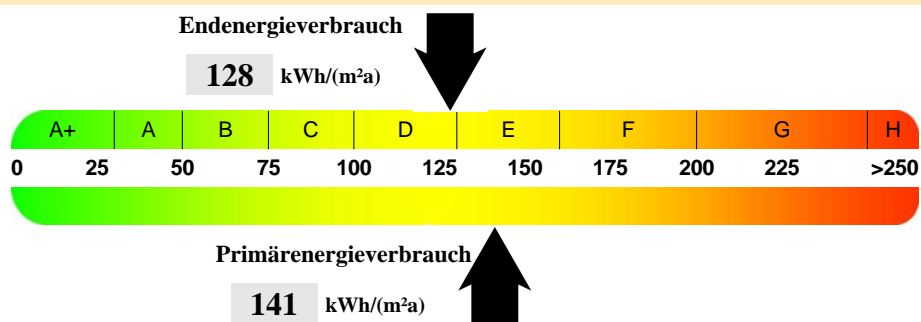 Endenergieverbrauch
128 kWh/(m²a)
A+ A B C D E F G H
0 25 50 75 100 125 150 175 200 225 >250
Primärenergieverbrauch
141 kWh/(m²a)